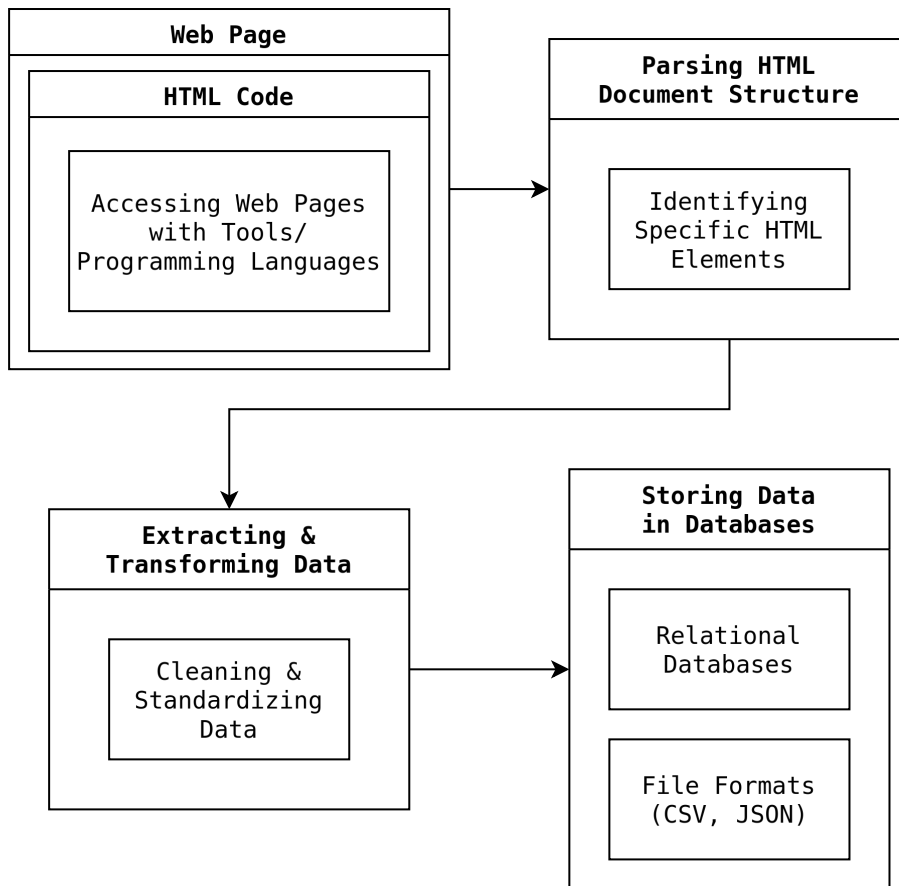 Web Page
HTML Code
Accessing Web Pages
with Tools/
Programming Languages
Parsing HTML
Document Structure
Identifying
Specific HTML
Elements
Extracting &
Transforming Data
Cleaning &
Standardizing
Data
Storing Data
in Databases
Relational
Databases
File Formats
(CSV, JSON)